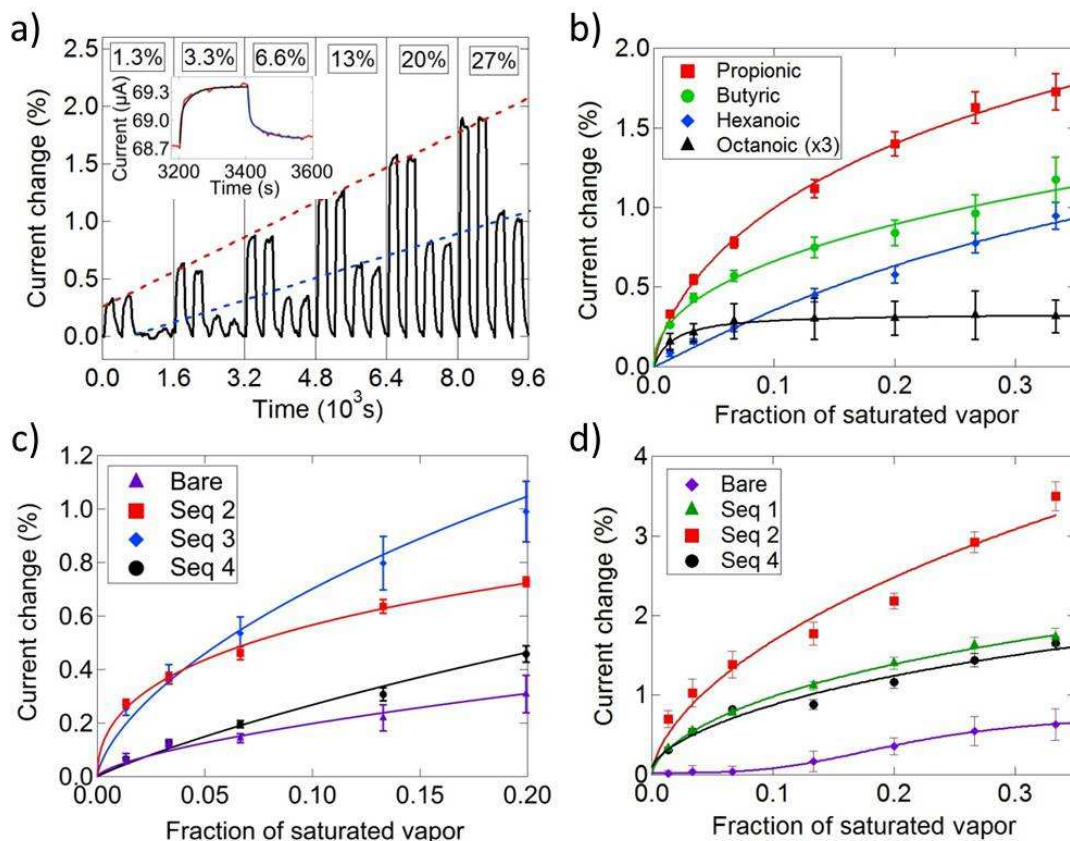 a)
1.3% 3.3% 6.6% 13% 20% 27%
Current change (%)
2.5
2.0
1.5
1.0
0.5
0.0
Current (µA)
69.3
69.0
68.7
3200 3400 3600
Time (s)
0.0 1.6 3.2 4.8 6.4 8.0 9.6
Time (10³s)
b)
Current change (%)
2.0
1.5
1.0
0.5
0.0
Propionic
Butyric
Hexanoic
Octanoic (x3)
0.0 0.1 0.2 0.3
Fraction of saturated vapor
c)
Current change (%)
1.2
1.0
0.8
0.6
0.4
0.2
0.0
Bare
Seq 2
Seq 3
Seq 4
0.00 0.05 0.10 0.15 0.20
Fraction of saturated vapor
d)
Current change (%)
4
3
2
1
0
Bare
Seq 1
Seq 2
Seq 4
0.0 0.1 0.2 0.3
Fraction of saturated vapor